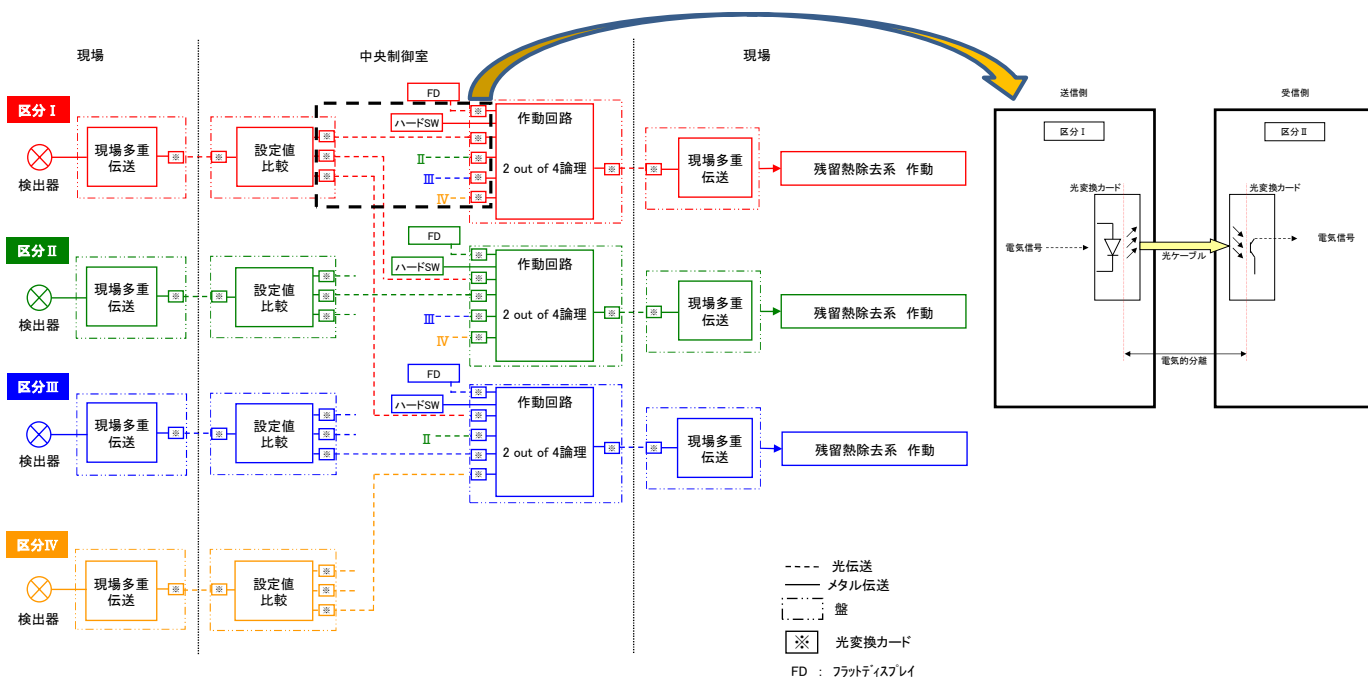 現場
中央制御室
現場
区分Ⅰ
検出器
現場多重
伝送
※
※
設定値
比較
※
※
※
FD
ハードSW
Ⅱ
Ⅲ
Ⅳ
※
※
※
※
※
作動回路
2 out of 4論理
※
※
現場多重
伝送
残留熱除去系 作動
区分Ⅱ
検出器
現場多重
伝送
※
※
設定値
比較
※
※
※
FD
ハードSW
Ⅲ
Ⅳ
※
※
※
※
※
作動回路
2 out of 4論理
※
※
現場多重
伝送
残留熱除去系 作動
区分Ⅲ
検出器
現場多重
伝送
※
※
設定値
比較
※
※
※
FD
ハードSW
Ⅱ
※
※
※
※
※
作動回路
2 out of 4論理
※
※
現場多重
伝送
残留熱除去系 作動
区分Ⅳ
検出器
現場多重
伝送
※
※
設定値
比較
※
※
※
光伝送
メタル伝送
盤
※ 光変換カード
FD : フラットディスプレイ
送信側
受信側
区分Ⅰ
区分Ⅱ
光変換カード
光変換カード
電気信号
電気信号
光ケーブル
電気的分離